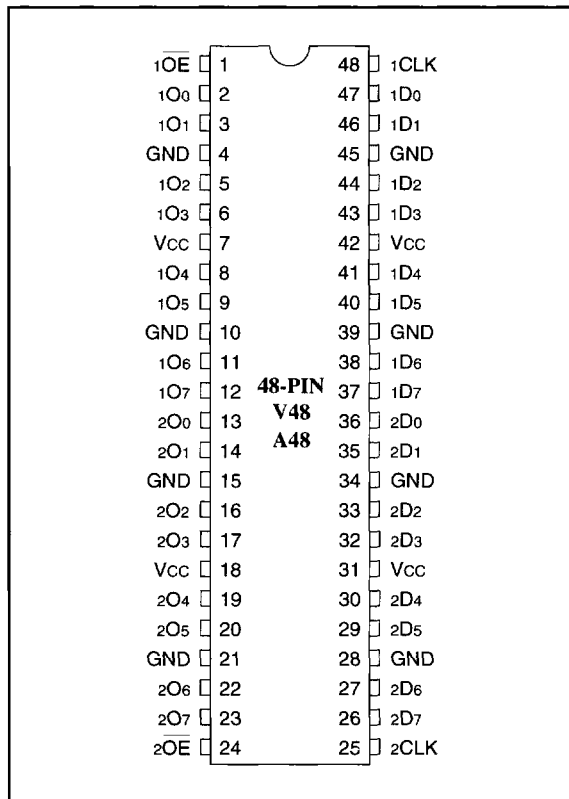 1O̅E̅ 1 48 1CLK
1O0 2 47 1D0
1O1 3 46 1D1
GND 4 45 GND
1O2 5 44 1D2
1O3 6 43 1D3
VCC 7 42 VCC
1O4 8 41 1D4
1O5 9 40 1D5
GND 10 39 GND
1O6 11 38 1D6
1O7 12 37 1D7
48-PIN
2O0 13 36 2D0
V48
2O1 14 35 2D1
A48
GND 15 34 GND
2O2 16 33 2D2
2O3 17 32 2D3
VCC 18 31 VCC
2O4 19 30 2D4
2O5 20 29 2D5
GND 21 28 GND
2O6 22 27 2D6
2O7 23 26 2D7
2O̅E̅ 24 25 2CLK